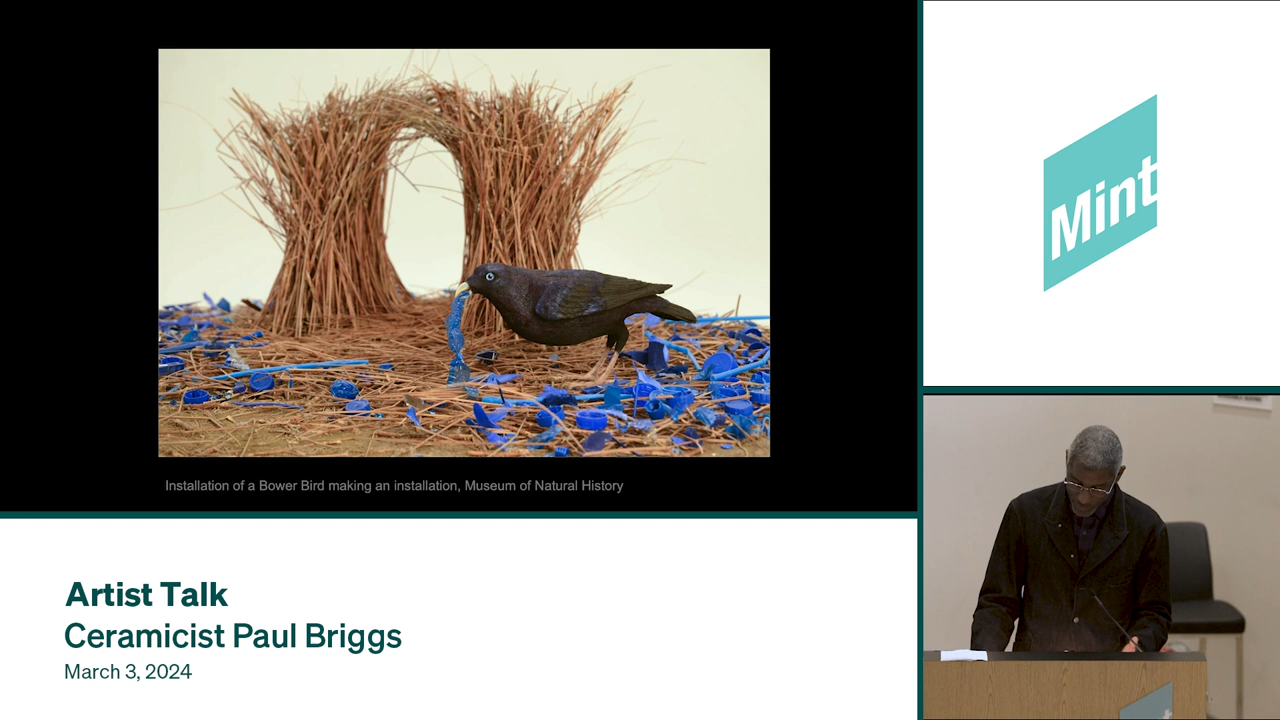 Installation of a Bower Bird making an installation, Museum of Natural History
Artist Talk
Ceramicist Paul Briggs
March 3, 2024
Mint